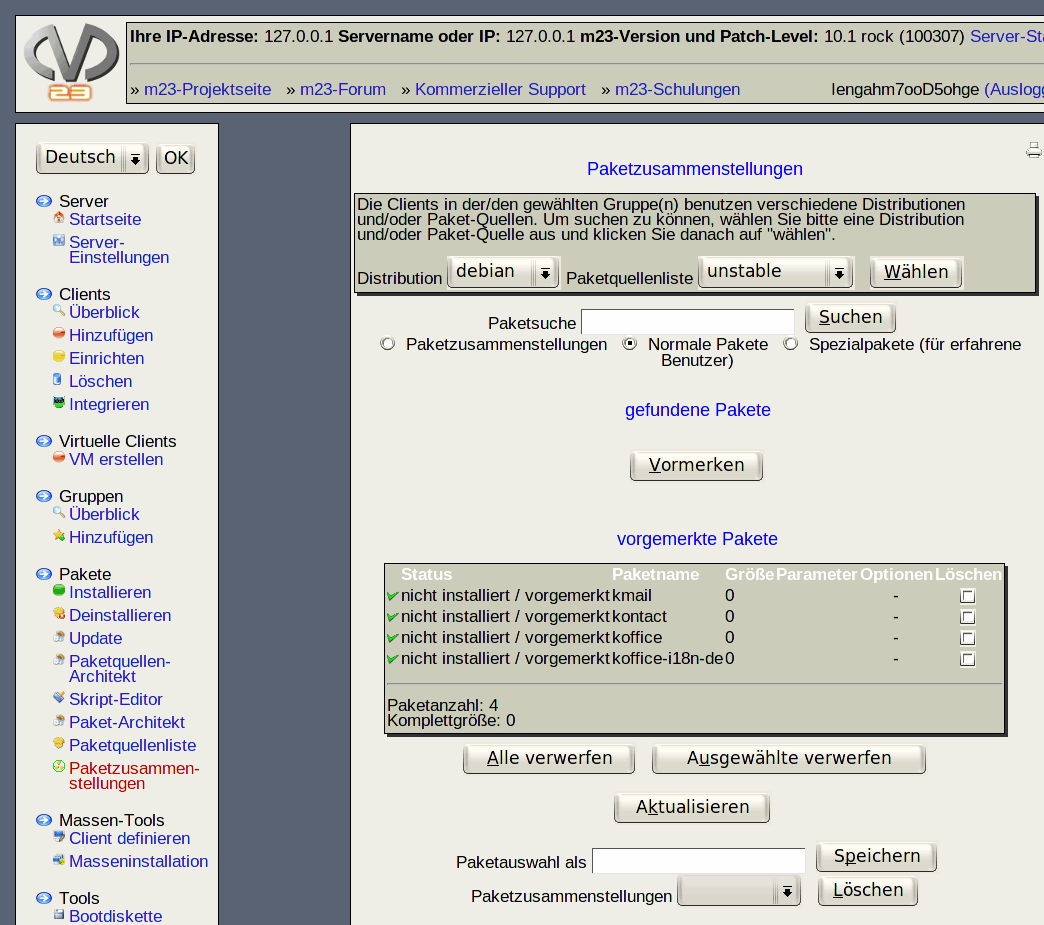 Ihre IP-Adresse: 127.0.0.1 Servername oder IP: 127.0.0.1 m23-Version und Patch-Level: 10.1 rock (100307)
23
» m23-Projektseite » m23-Forum » Kommerzieller Support » m23-Schulungen lengahm7ooD5ohge
Deutsch OK
Server
Startseite
Server-
Einstellungen
Clients
Überblick
Hinzufügen
Einrichten
Löschen
Integrieren
Virtuelle Clients
VM erstellen
Gruppen
Überblick
Hinzufügen
Pakete
Installieren
Deinstallieren
Update
Paketquellen-
Architekt
Skript-Editor
Paket-Architekt
Paketquellenliste
Paketzusammen-
stellungen
Massen-Tools
Client definieren
Masseninstallation
Tools
Bootdiskette
Paketzusammenstellungen
Die Clients in der/den gewählten Gruppe(n) benutzen verschiedene Distributionen
und/oder Paket-Quellen. Um suchen zu können, wählen Sie bitte eine Distribution
und/oder Paket-Quelle aus und klicken Sie danach auf "wählen".
Distribution debian Paketquellenliste unstable Wählen
Paketsuche Suchen
Paketzusammenstellungen Normale Pakete Spezialpakete (für erfahrene
Benutzer)
gefundene Pakete
Vormerken
vorgemerkte Pakete
Status Paketname Größe Parameter Optionen Löschen
nicht installiert / vorgemerkt kmail 0 -
nicht installiert / vorgemerkt kontact 0 -
nicht installiert / vorgemerkt koffice 0 -
nicht installiert / vorgemerkt koffice-i18n-de 0 -
Paketanzahl: 4
Komplettgröße: 0
Alle verwerfen Ausgewählte verwerfen
Aktualisieren
Paketauswahl als Speichern
Paketzusammenstellungen Löschen